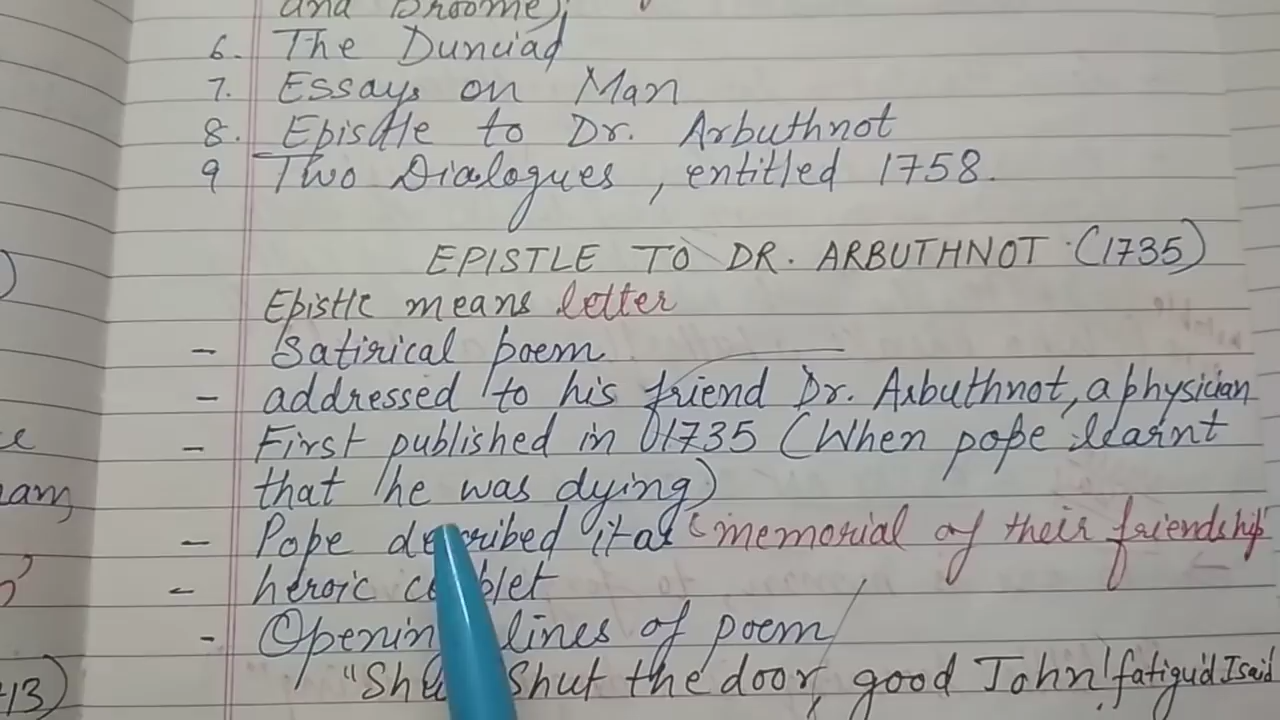 and Broome);
6. The Dunciad
7. Essays on Man
8. Epistle to Dr. Arbuthnot
9 Two Dialogues, entitled 1758.
EPISTLE TO DR. ARBUTHNOT (1735)
Epistle means letter
- Satirical poem
- addressed to his friend Dr. Arbuthnot, a physician
- First published in 1735 (When pope learnt
that he was dying)
- Pope described it as "memorial of their friendship"
- heroic couplet
- Opening lines of poem
"Shut Shut the door, good John! fatigu'd I said